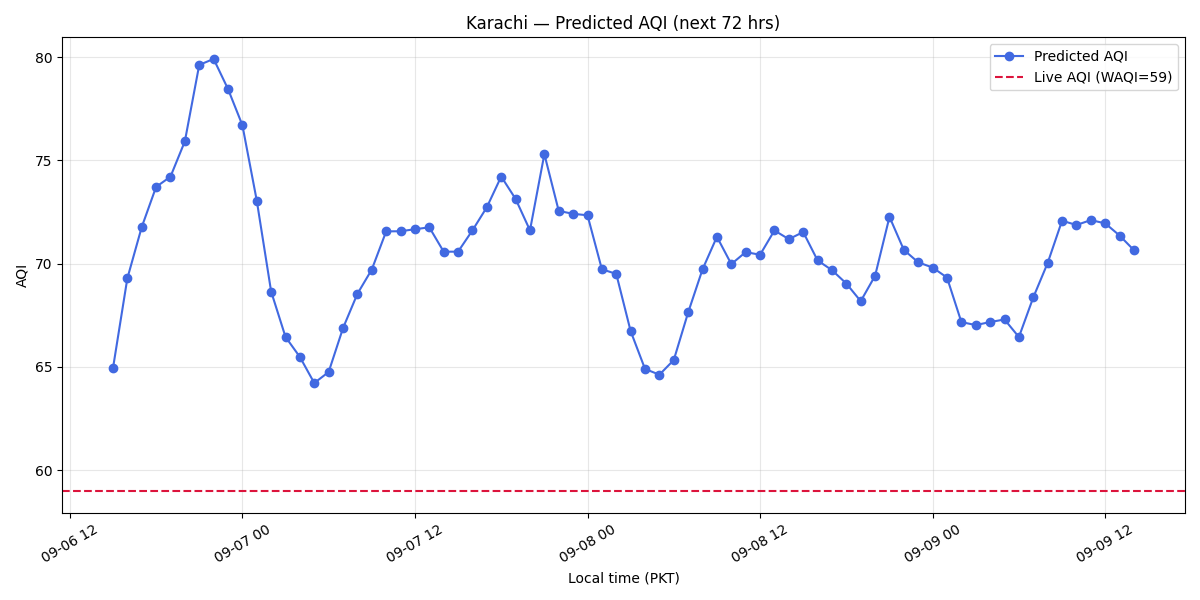 Karachi — Predicted AQI (next 72 hrs)
Predicted AQI
Live AQI (WAQI=59)
80
75
70
65
60
AQI
09-06 12
09-07 00
09-07 12
09-08 00
09-08 12
09-09 00
09-09 12
Local time (PKT)